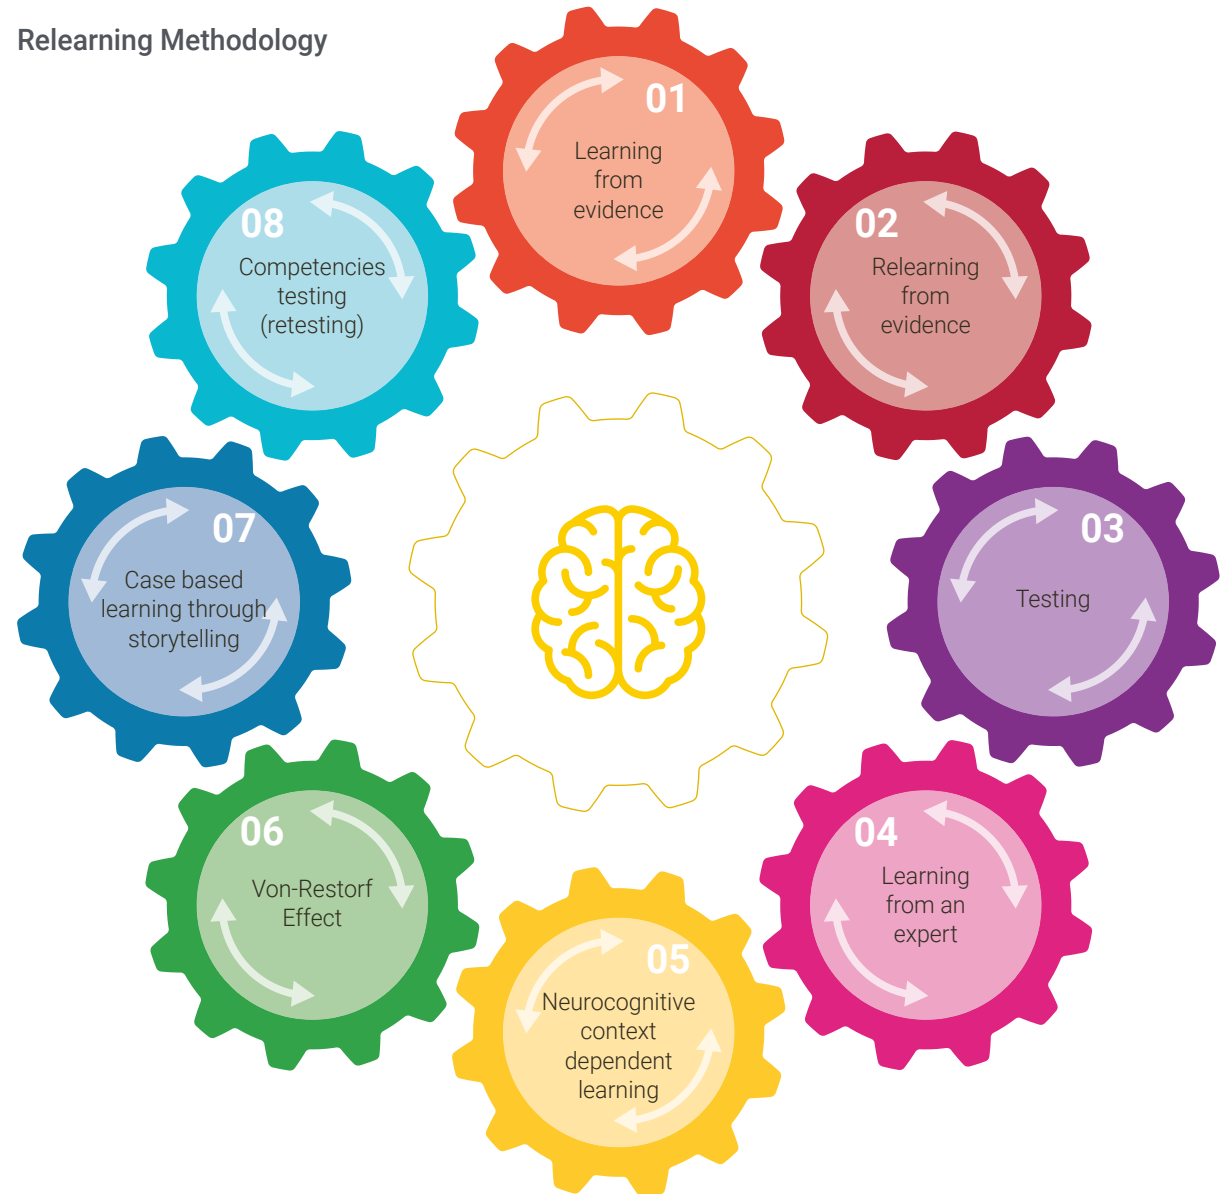 Relearning Methodology
01
Learning
from
evidence
02
Relearning
from
evidence
03
Testing
04
Learning
from an
expert
05
Neurocognitive
context
dependent
learning
06
Von-Restorf
Effect
07
Case based
learning through
storytelling
08
Competencies
testing
(retesting)